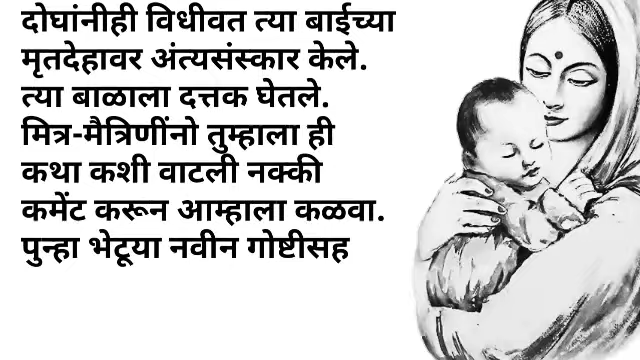 दोघांनीही विधीवत त्या बाईच्या
मृतदेहावर अंत्यसंस्कार केले.
त्या बाळाला दत्तक घेतले.
मित्र-मैत्रिणींनो तुम्हाला ही
कथा कशी वाटली नक्की
कमेंट करून आम्हाला कळवा.
पुन्हा भेटूया नवीन गोष्टीसह